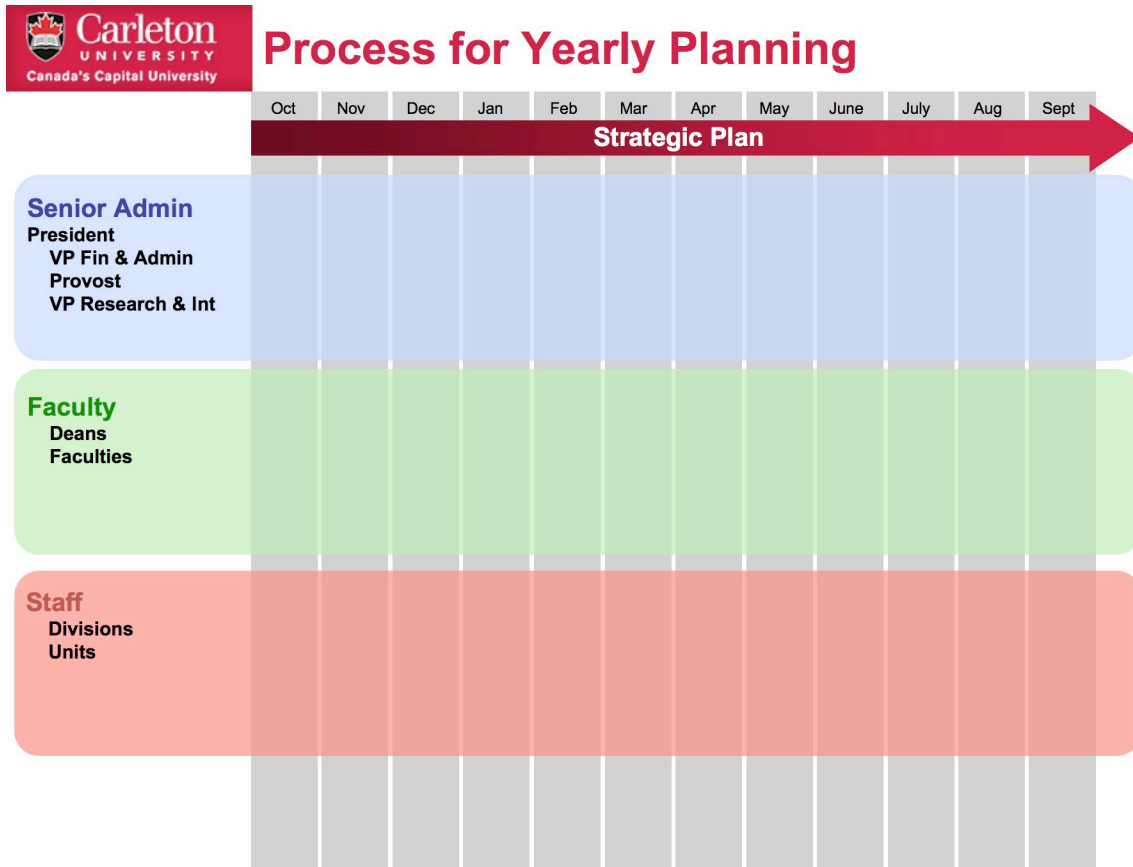 Carleton
UNIVERSITY
Canada's Capital University
Process for Yearly Planning
Oct Nov Dec Jan Feb Mar Apr May June July Aug Sept
Strategic Plan
Senior Admin
President
VP Fin & Admin
Provost
VP Research & Int
Faculty
Deans
Faculties
Staff
Divisions
Units